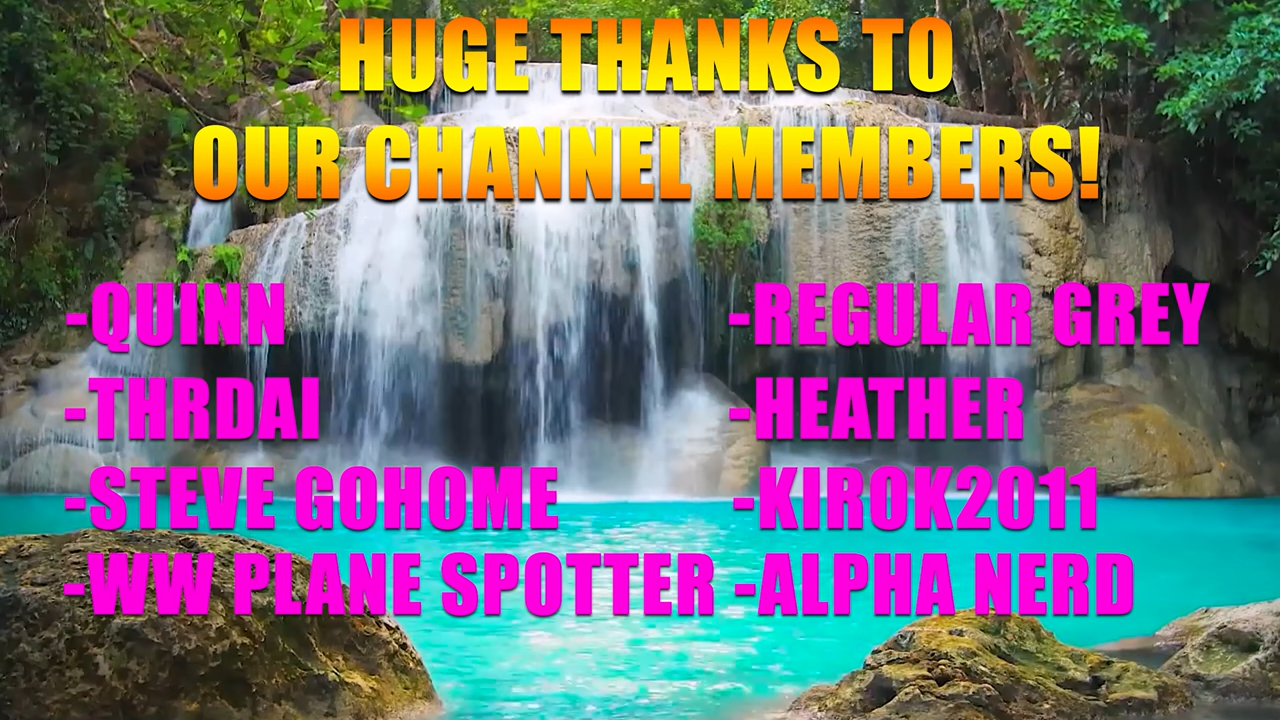 HUGE THANKS TO
OUR CHANNEL MEMBERS!
-QUINN
-THRDAI
-STEVE GOHOME
-WW PLANE SPOTTER
-REGULAR GREY
-HEATHER
-KIROK2011
-ALPHA NERD